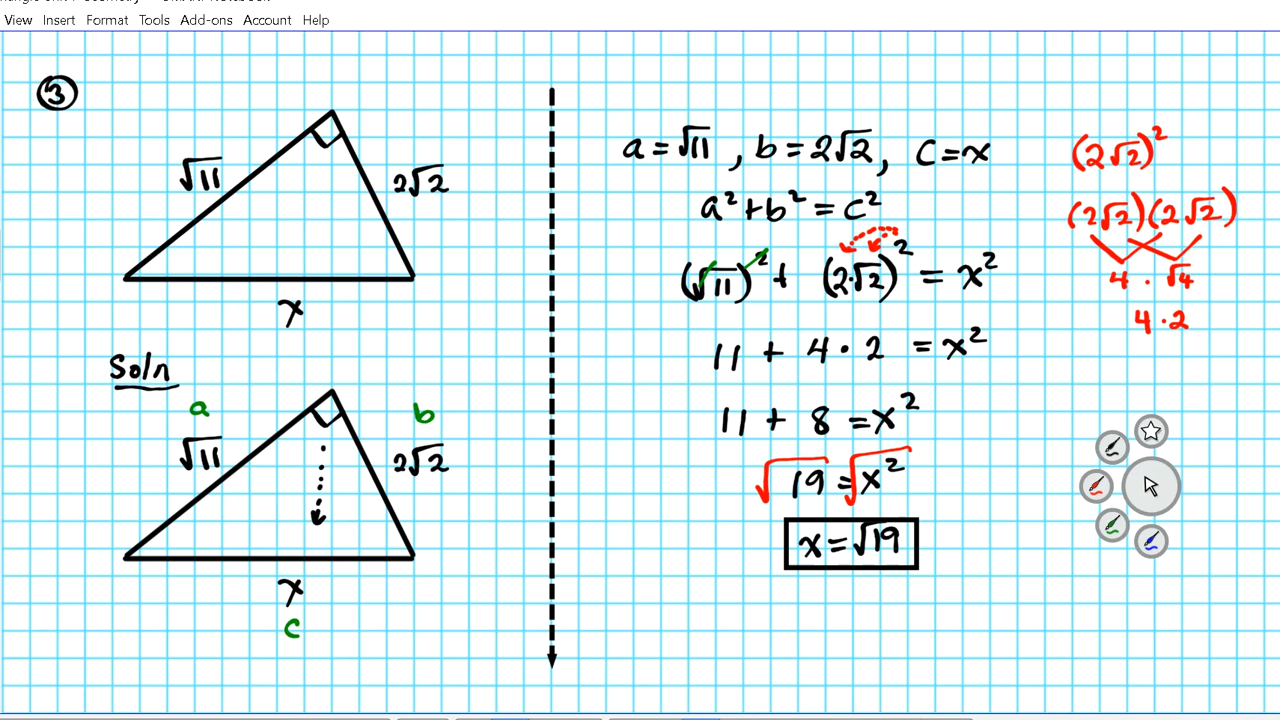 View Insert Format Tools Add-ons Account Help
③
√11
2√2
x
Soln
a
b
√11
2√2
x
c
a = √11 , b = 2√2, c = x
a² + b² = c²
(√11)² + (2·√2)² = x²
11 + 4 · 2 = x²
11 + 8 = x²
√19 = √x²
x = √19
(2√2)²
(2√2)(2√2)
4 · √4
4 · 2